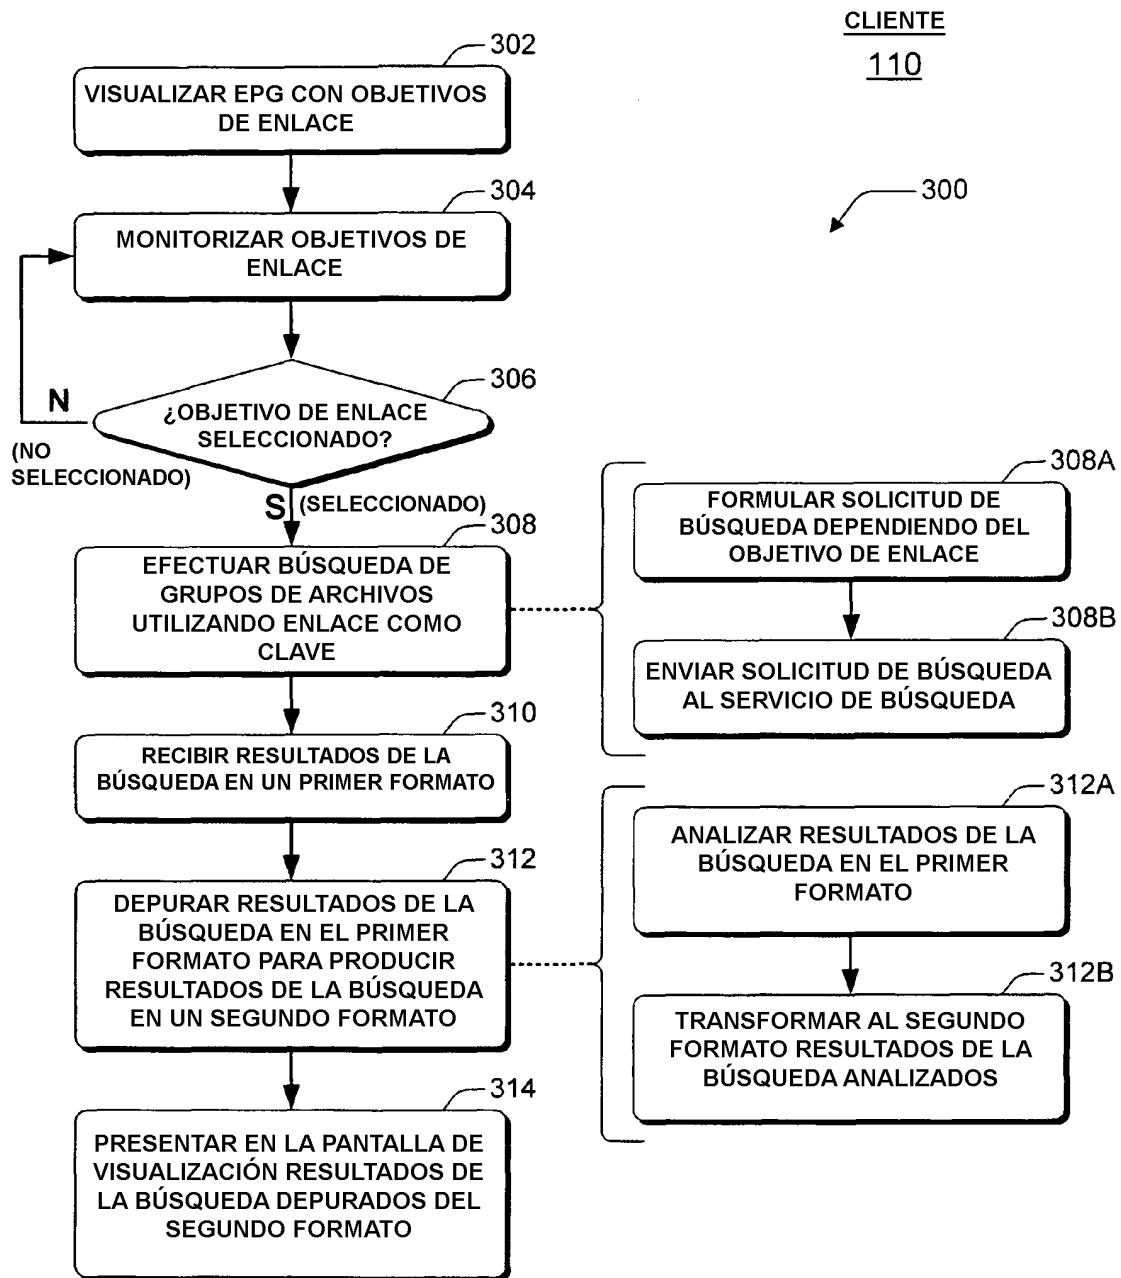 CLIENTE
110
300
302
VISUALIZAR EPG CON OBJETIVOS
DE ENLACE
304
MONITORIZAR OBJETIVOS DE
ENLACE
306
¿OBJETIVO DE ENLACE
SELECCIONADO?
N
(NO
SELECCIONADO)
S (SELECCIONADO)
308
EFECTUAR BÚSQUEDA DE
GRUPOS DE ARCHIVOS
UTILIZANDO ENLACE COMO
CLAVE
308A
FORMULAR SOLICITUD DE
BÚSQUEDA DEPENDIENDO DEL
OBJETIVO DE ENLACE
308B
ENVIAR SOLICITUD DE BÚSQUEDA
AL SERVICIO DE BÚSQUEDA
310
RECIBIR RESULTADOS DE LA
BÚSQUEDA EN UN PRIMER FORMATO
312
DEPURAR RESULTADOS DE LA
BÚSQUEDA EN EL PRIMER
FORMATO PARA PRODUCIR
RESULTADOS DE LA BÚSQUEDA
EN UN SEGUNDO FORMATO
312A
ANALIZAR RESULTADOS DE LA
BÚSQUEDA EN EL PRIMER
FORMATO
312B
TRANSFORMAR AL SEGUNDO
FORMATO RESULTADOS DE LA
BÚSQUEDA ANALIZADOS
314
PRESENTAR EN LA PANTALLA DE
VISUALIZACIÓN RESULTADOS DE
LA BÚSQUEDA DEPURADOS DEL
SEGUNDO FORMATO